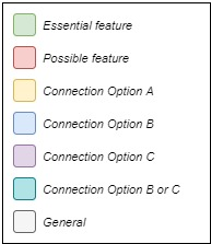 Essential feature
Possible feature
Connection Option A
Connection Option B
Connection Option C
Connection Option B or C
General